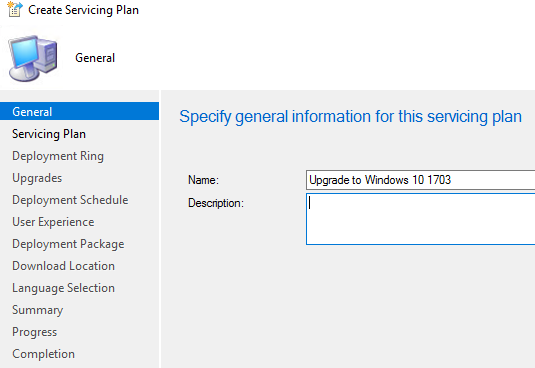 Create Servicing Plan
General
General
Servicing Plan
Deployment Ring
Upgrades
Deployment Schedule
User Experience
Deployment Package
Download Location
Language Selection
Summary
Progress
Completion
Specify general information for this servicing plan
Name: Upgrade to Windows 10 1703
Description: